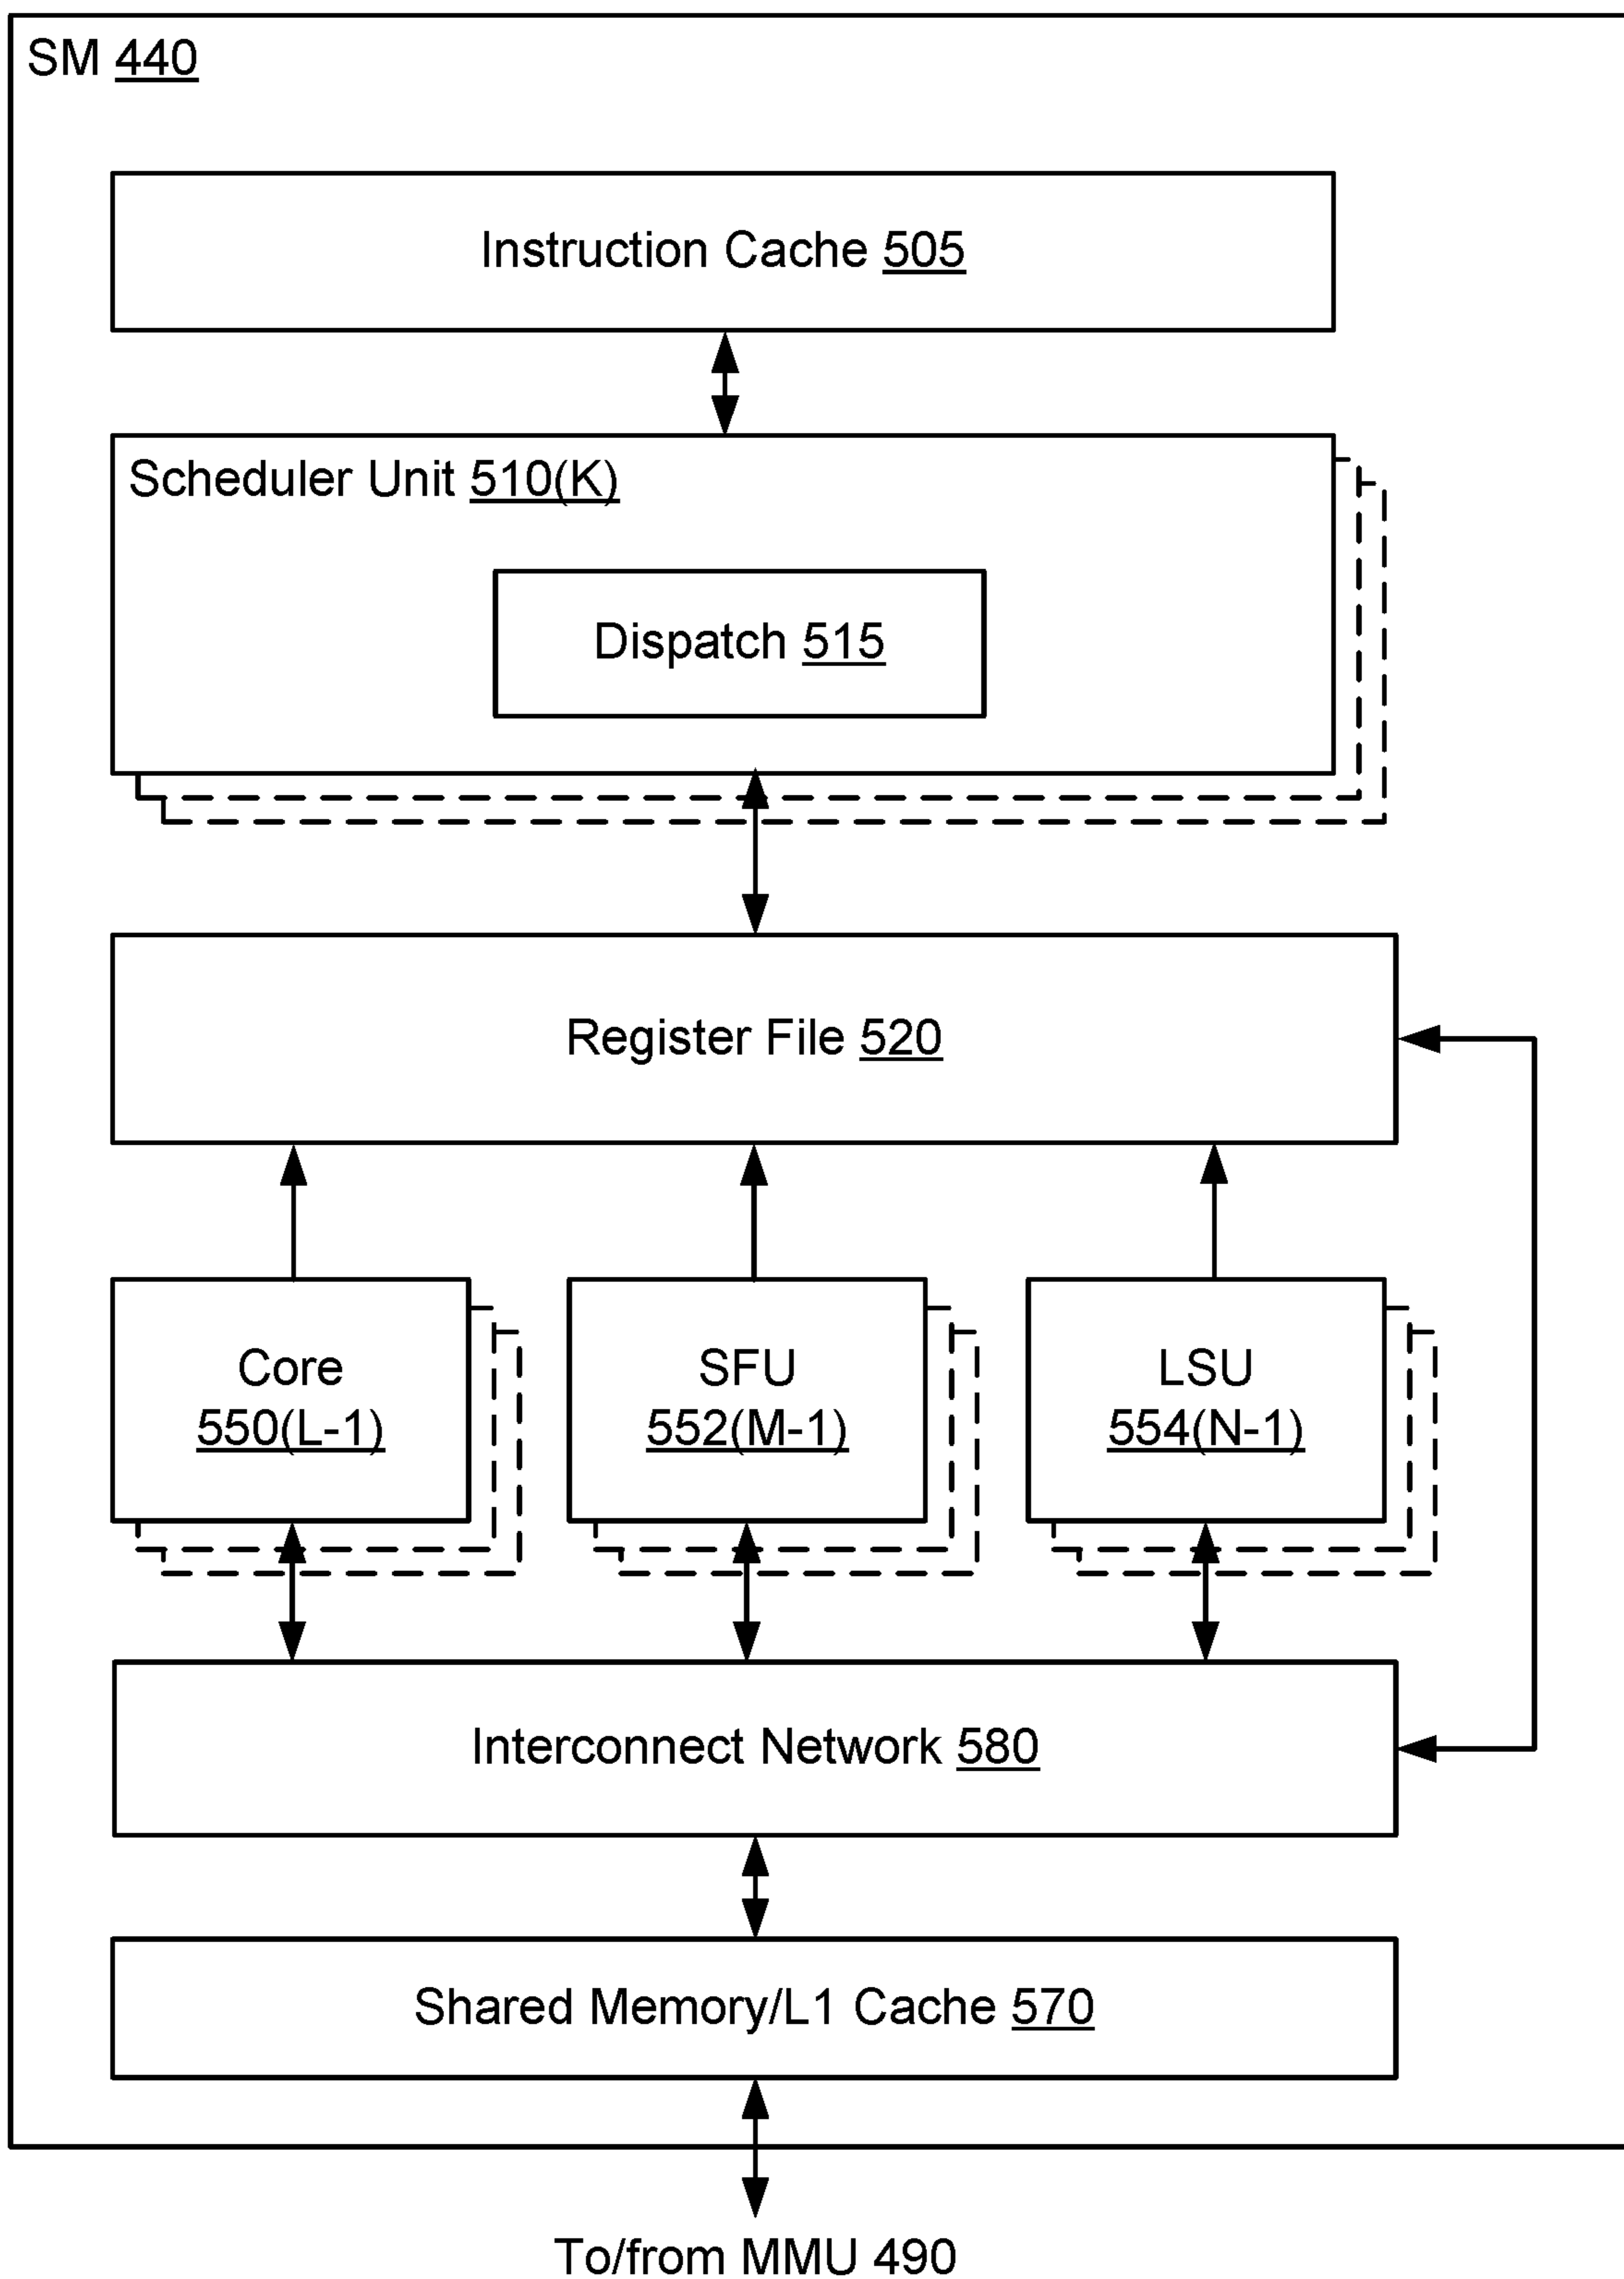 SM 440
Instruction Cache 505
Scheduler Unit 510(K)
Dispatch 515
Register File 520
Core
550(L-1)
SFU
552(M-1)
LSU
554(N-1)
Interconnect Network 580
Shared Memory/L1 Cache 570
To/from MMU 490